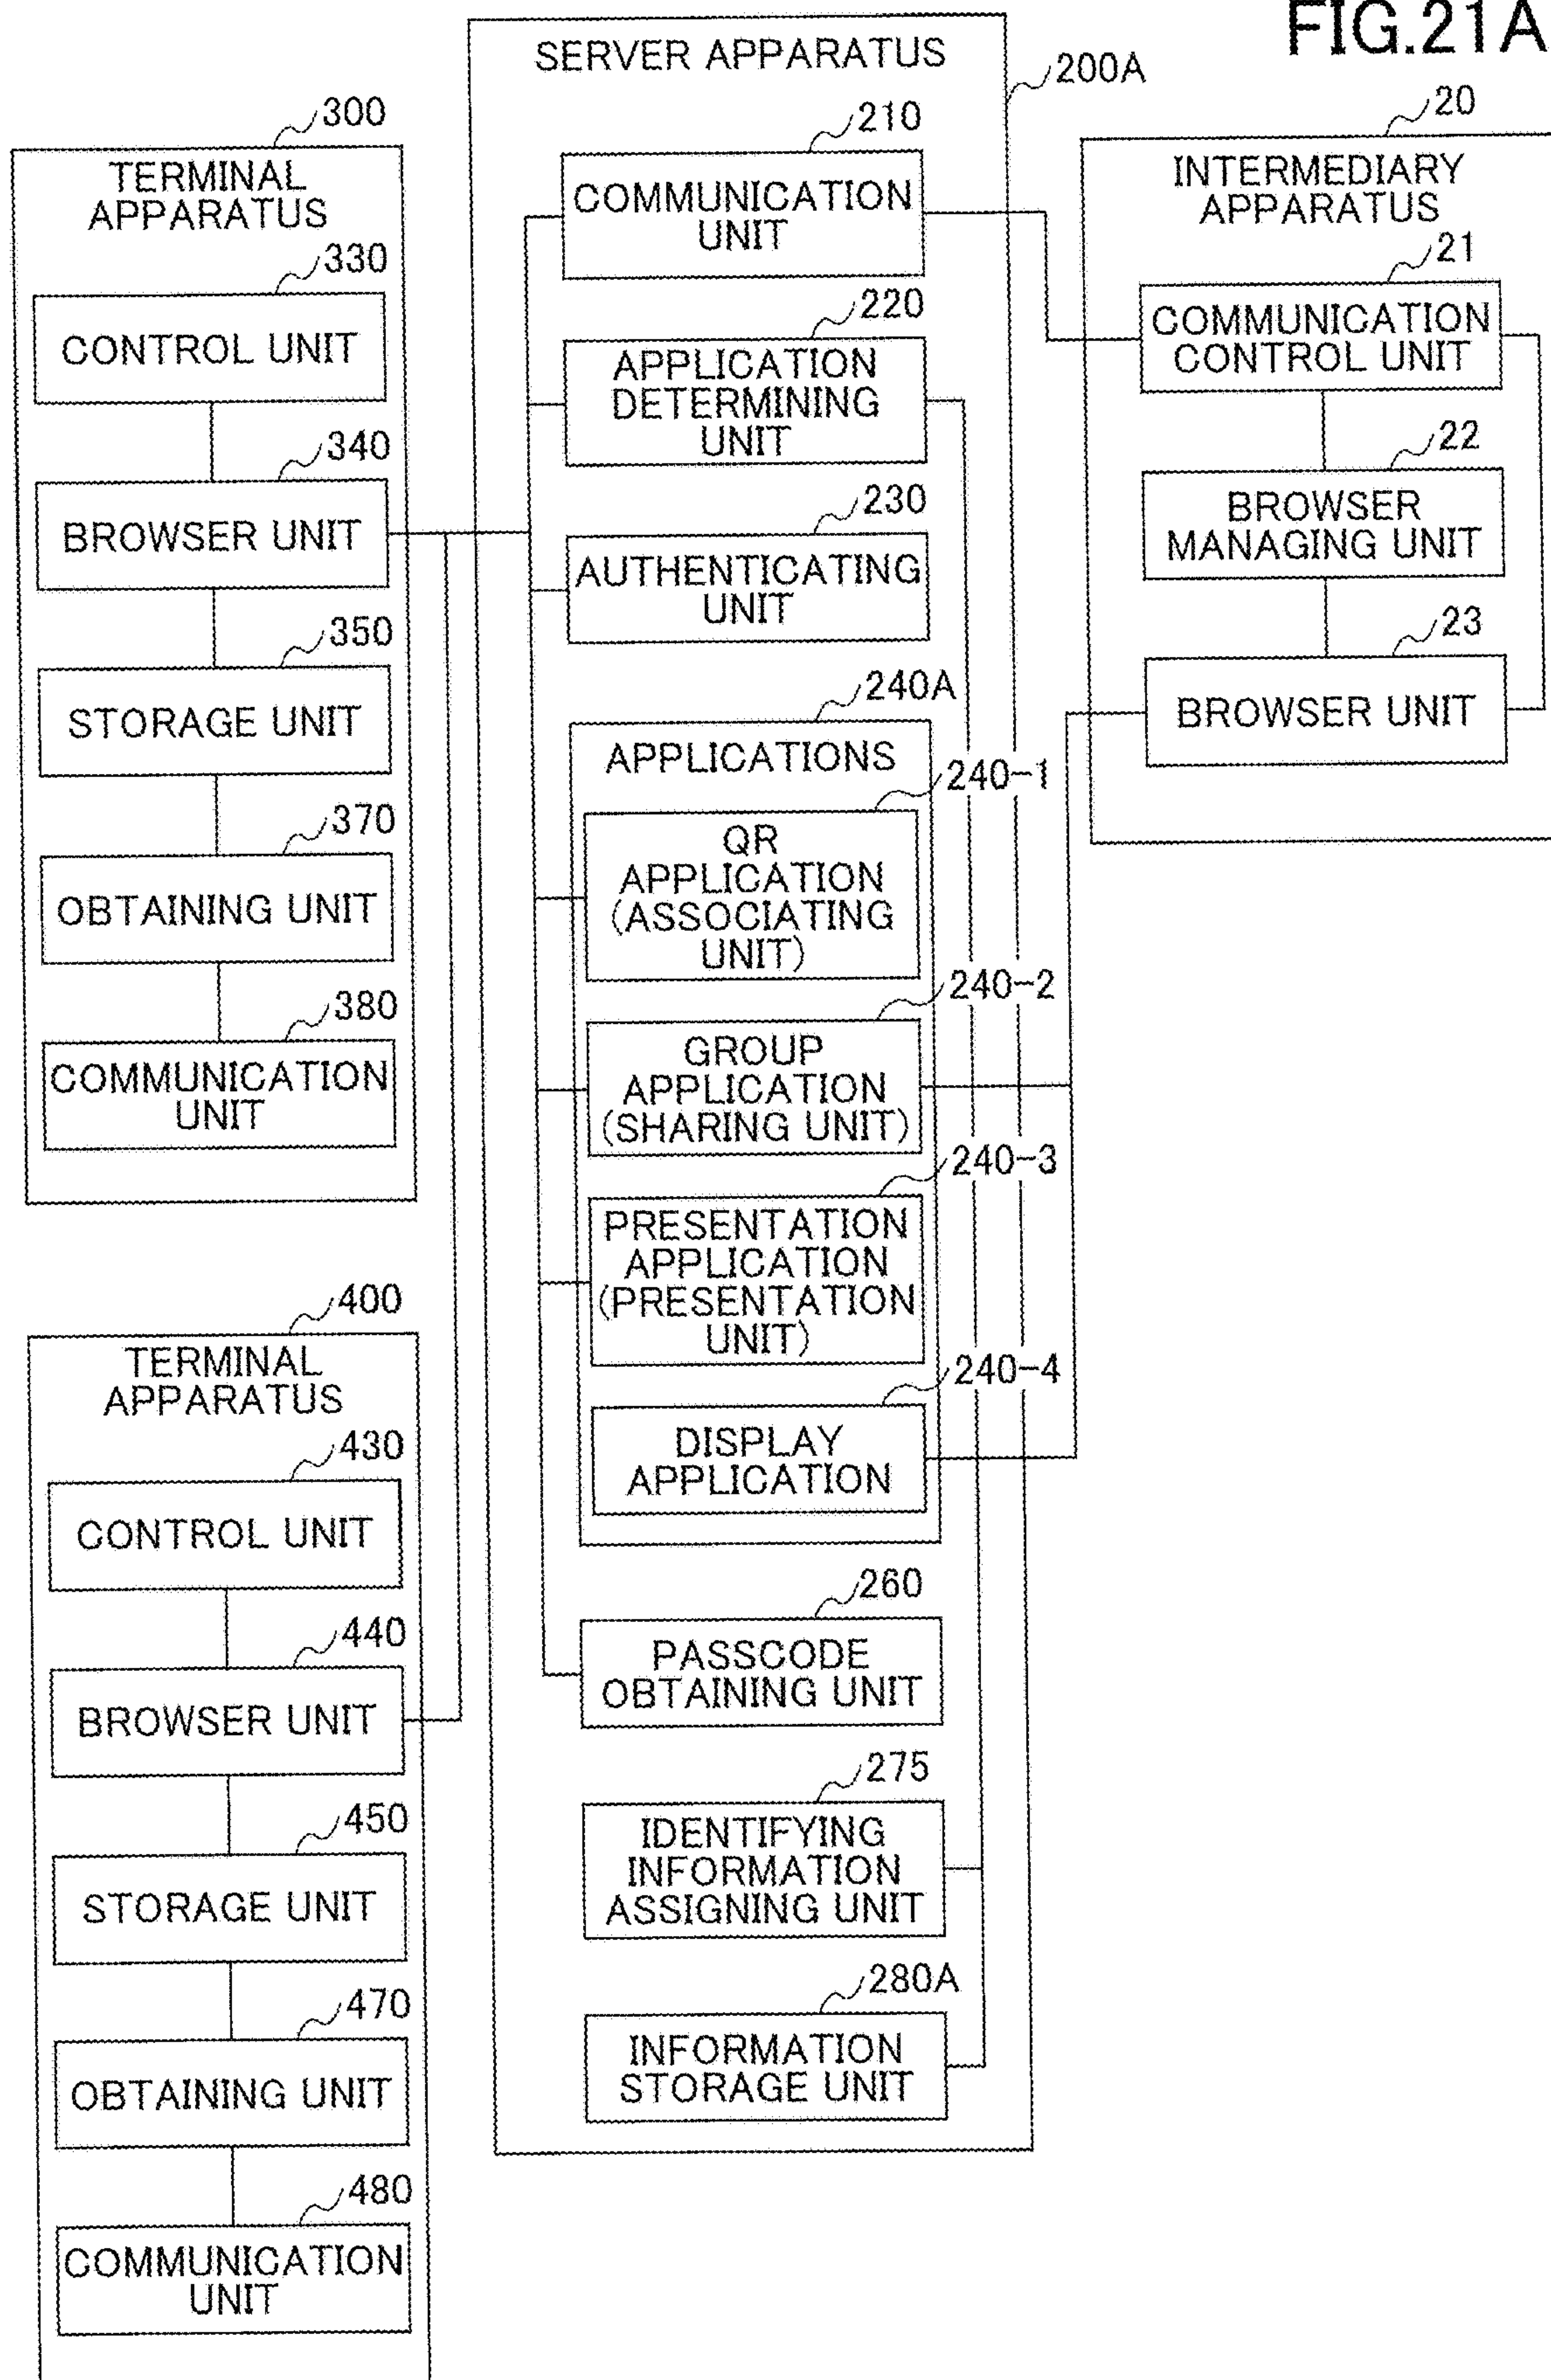 FIG.21A
300
TERMINAL
APPARATUS
330
CONTROL UNIT
340
BROWSER UNIT
350
STORAGE UNIT
370
OBTAINING UNIT
380
COMMUNICATION
UNIT
400
TERMINAL
APPARATUS
430
CONTROL UNIT
440
BROWSER UNIT
450
STORAGE UNIT
470
OBTAINING UNIT
480
COMMUNICATION
UNIT
SERVER APPARATUS
200A
210
COMMUNICATION
UNIT
220
APPLICATION
DETERMINING
UNIT
230
AUTHENTICATING
UNIT
240A
APPLICATIONS
240-1
QR
APPLICATION
(ASSOCIATING
UNIT)
240-2
GROUP
APPLICATION
(SHARING UNIT)
240-3
PRESENTATION
APPLICATION
(PRESENTATION
UNIT)
240-4
DISPLAY
APPLICATION
260
PASSCODE
OBTAINING UNIT
275
IDENTIFYING
INFORMATION
ASSIGNING UNIT
280A
INFORMATION
STORAGE UNIT
20
INTERMEDIARY
APPARATUS
21
COMMUNICATION
CONTROL UNIT
22
BROWSER
MANAGING UNIT
23
BROWSER UNIT